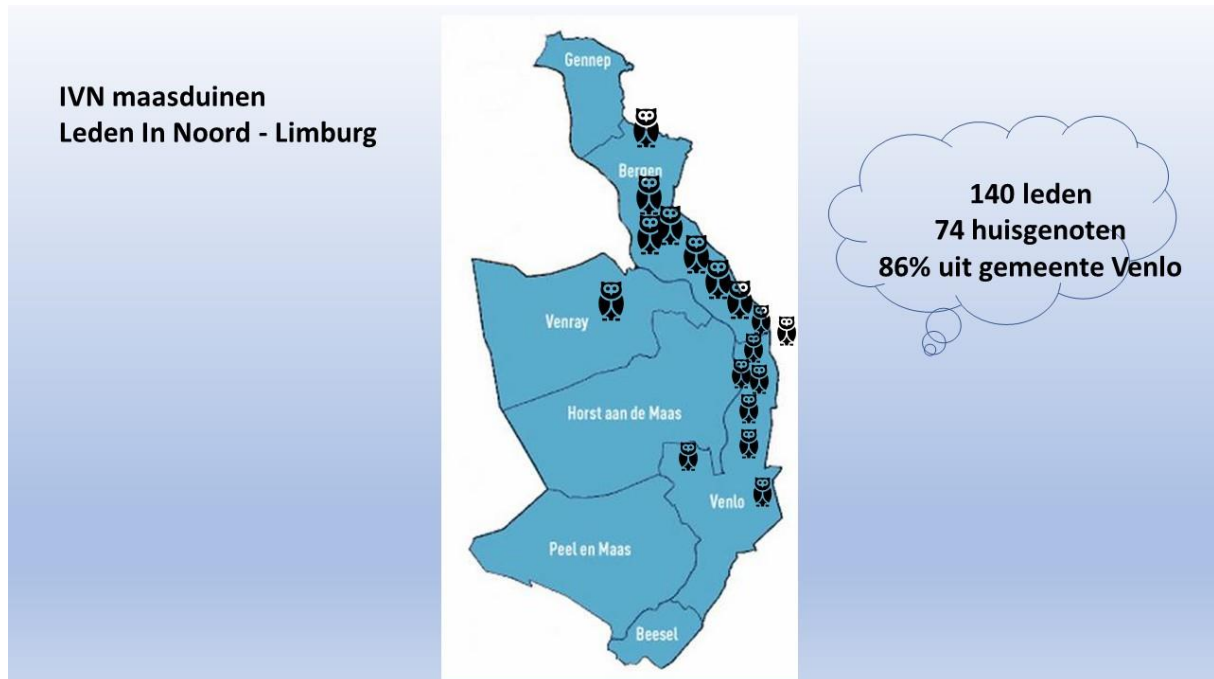 IVN maasduinen
Leden In Noord - Limburg
Gennep
Bergen
Venray
Horst aan de Maas
Venlo
Peel en Maas
Beesel
140 leden
74 huisgenoten
86% uit gemeente Venlo